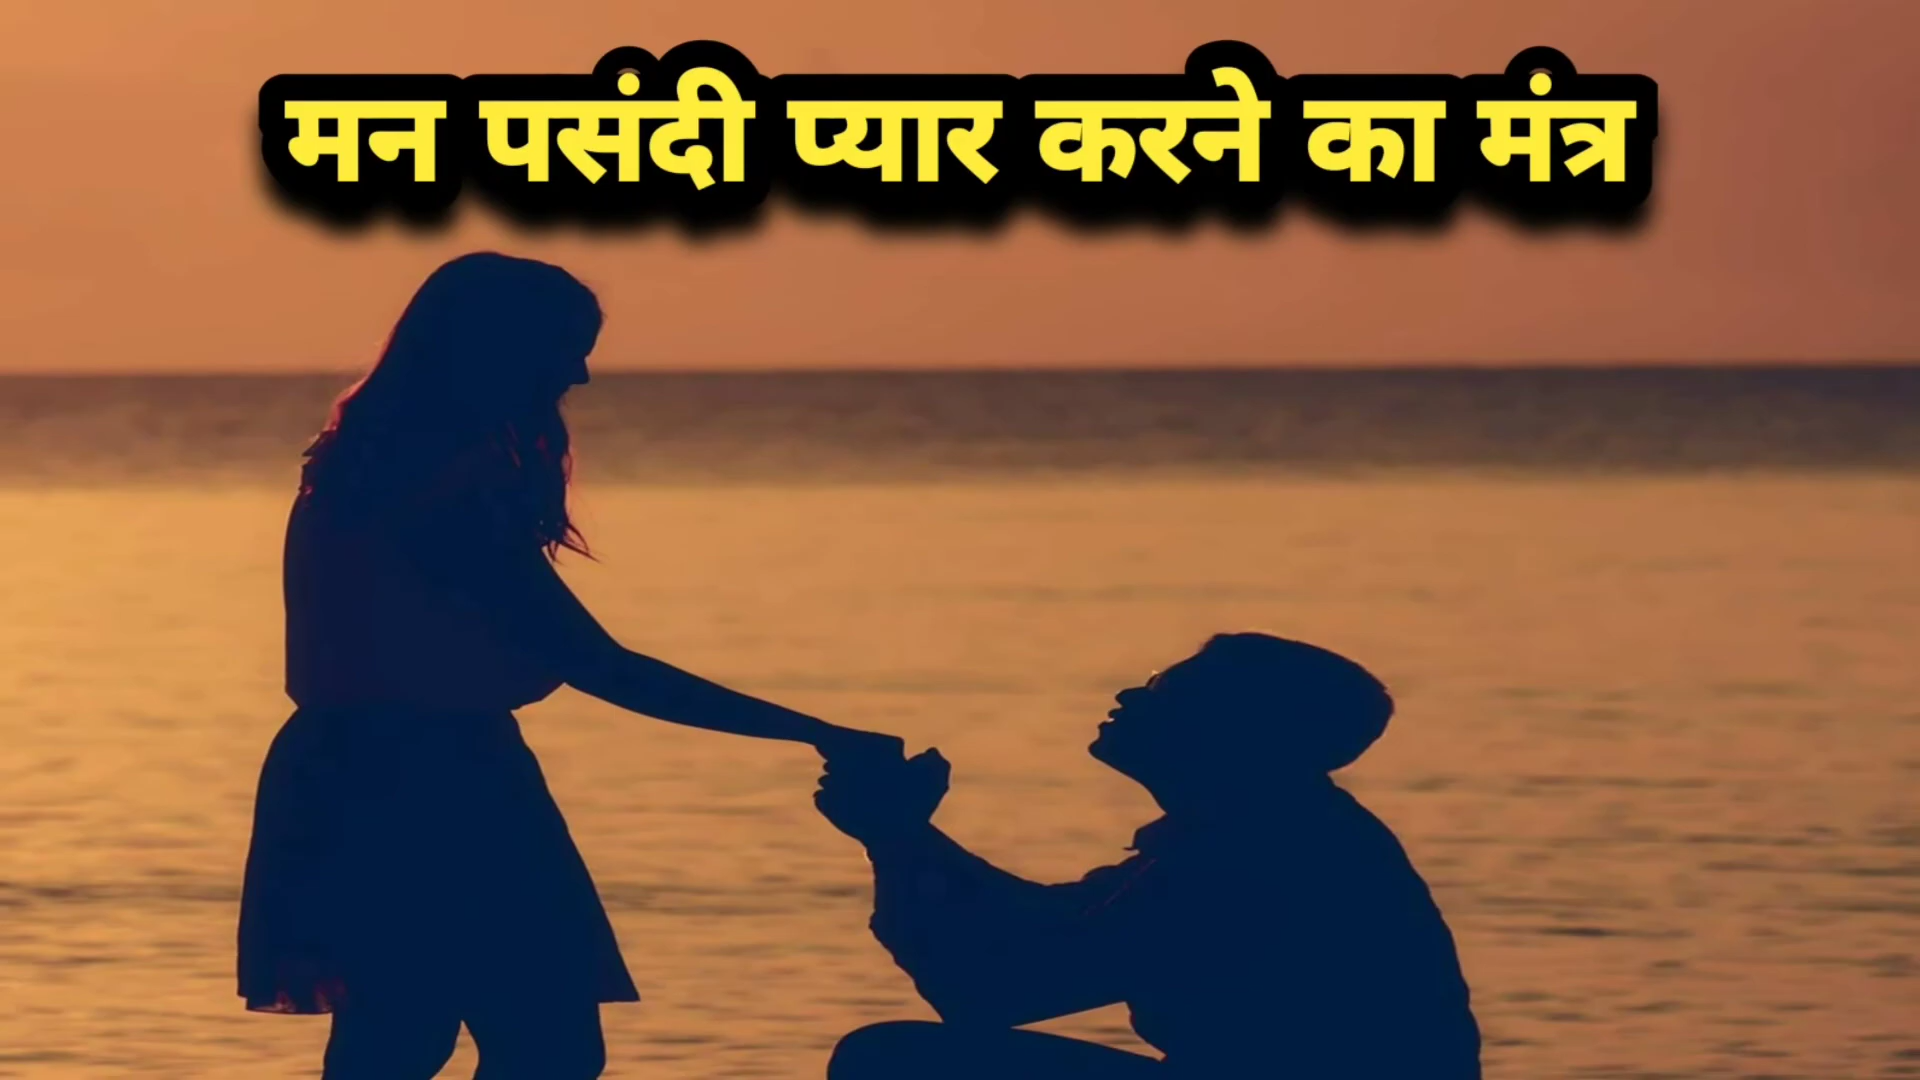 मन पसंदी प्यार करने का मंत्र